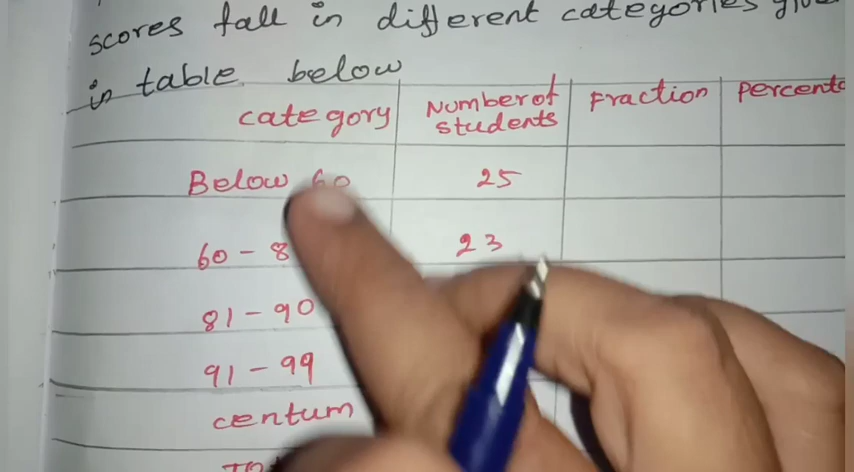 scores fall in different categories
in table below
category Number of students Fraction
Below 60 25
60 - 8 23
81 - 90
91 - 99
centum